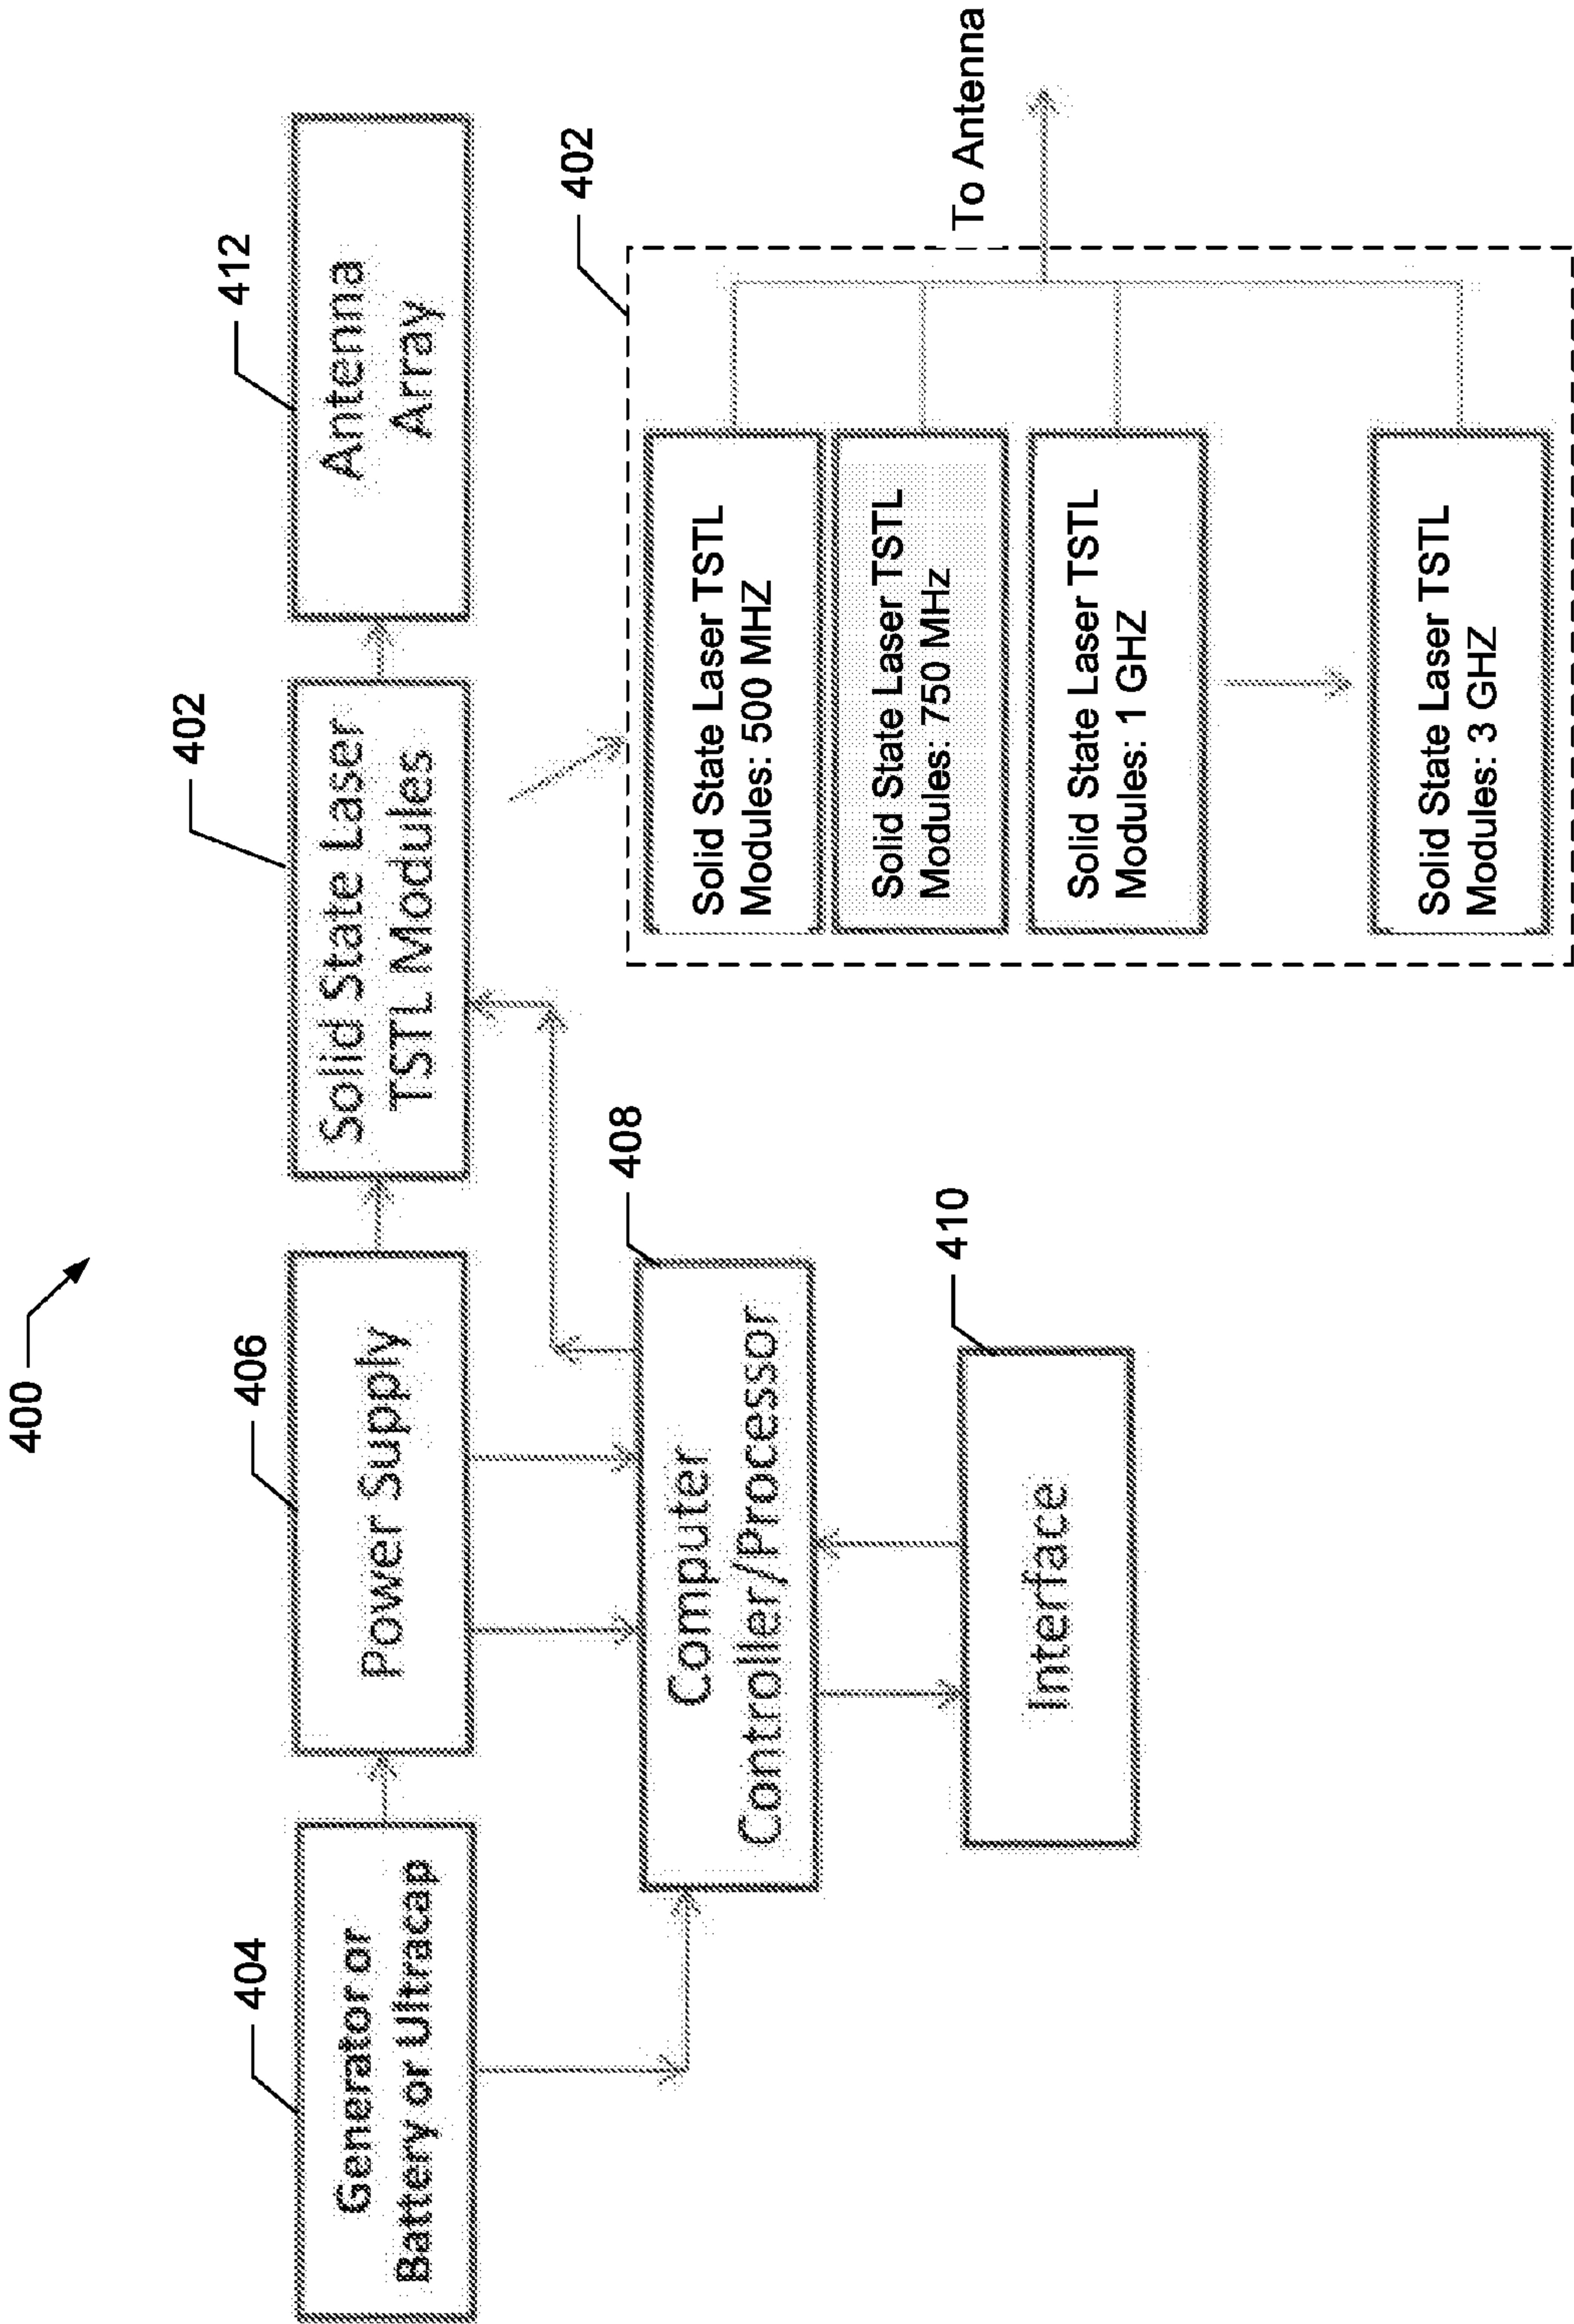 400
404
Generator or
Battery or Ultracap
406
Power Supply
402
Solid State Laser
TSTL Modules
412
Antenna
Array
408
Computer
Controller/Processor
410
Interface
402
Solid State Laser TSTL
Modules: 500 MHZ
Solid State Laser TSTL
Modules: 750 MHz
Solid State Laser TSTL
Modules: 1 GHZ
Solid State Laser TSTL
Modules: 3 GHZ
To Antenna